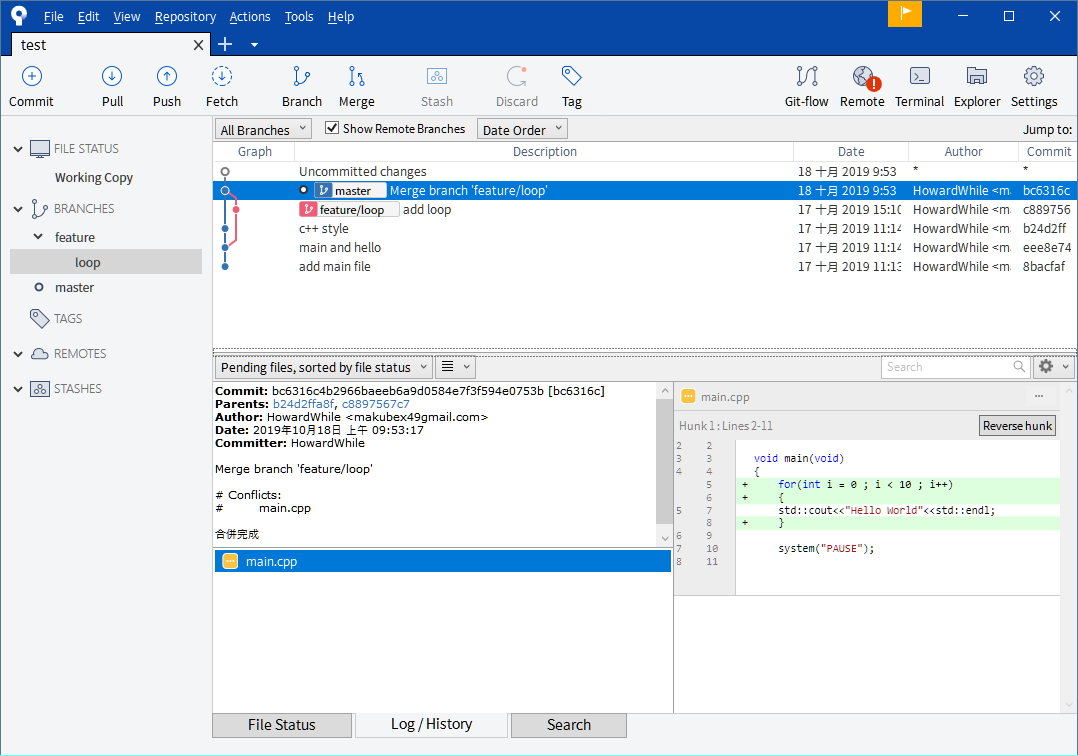 File Edit View Repository Actions Tools Help
test
Commit Pull Push Fetch Branch Merge Stash Discard Tag Git-flow Remote Terminal Explorer Settings
FILE STATUS
Working Copy
BRANCHES
feature
loop
master
TAGS
REMOTES
STASHES
All Branches Show Remote Branches Date Order Jump to:
Graph Description Date Author Commit
Uncommitted changes 18 十月 2019 9:53 * *
master Merge branch 'feature/loop' 18 十月 2019 9:53 HowardWhile <m bc6316c
feature/loop add loop 17 十月 2019 15:10 HowardWhile <m c889756
c++ style 17 十月 2019 11:14 HowardWhile <m b24d2ff
main and hello 17 十月 2019 11:14 HowardWhile <m eee8e74
add main file 17 十月 2019 11:13 HowardWhile <m 8bacfaf
Pending files, sorted by file status Search
Commit: bc6316c4b2966baeeb6a9d0584e7f3f594e0753b [bc6316c]
Parents: b24d2ffa8f, c8897567c7
Author: HowardWhile <makubex49gmail.com>
Date: 2019年10月18日 上午 09:53:17
Committer: HowardWhile
Merge branch 'feature/loop'
# Conflicts:
# main.cpp
合併完成
main.cpp
main.cpp ...
Hunk 1 : Lines 2-11 Reverse hunk
2 2
3 3 void main(void)
4 4 {
5 + for(int i = 0 ; i < 10 ; i++)
6 + {
5 7 std::cout<<"Hello World"<<std::endl;
8 + }
6 9
7 10 system("PAUSE");
8 11
File Status Log / History Search